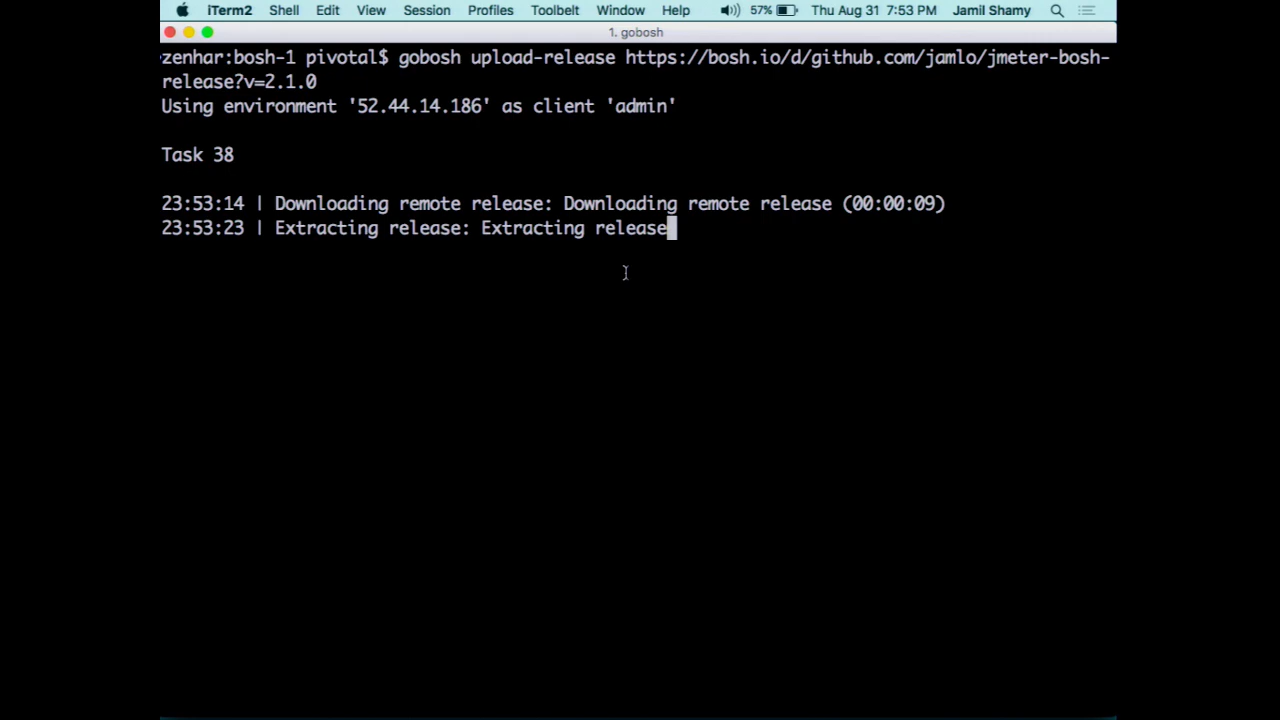 iTerm2 Shell Edit View Session Profiles Toolbelt Window Help 57% Thu Aug 31 7:53 PM Jamil Shamy
1. gobosh
zenhar:bosh-1 pivotal$ gobosh upload-release https://bosh.io/d/github.com/jamlo/jmeter-bosh-
release?v=2.1.0
Using environment '52.44.14.186' as client 'admin'
Task 38
23:53:14 | Downloading remote release: Downloading remote release (00:00:09)
23:53:23 | Extracting release: Extracting release